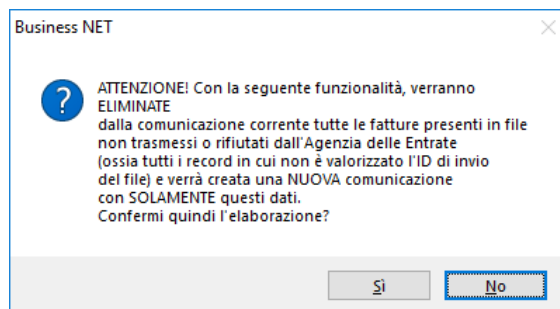 Business NET
ATTENZIONE! Con la seguente funzionalità, verranno
ELIMINATE
dalla comunicazione corrente tutte le fatture presenti in file
non trasmessi o rifiutati dall'Agenzia delle Entrate
(ossia tutti i record in cui non è valorizzato l'ID di invio
del file) e verrà creata una NUOVA comunicazione
con SOLAMENTE questi dati.
Confermi quindi l'elaborazione?
Sì
No